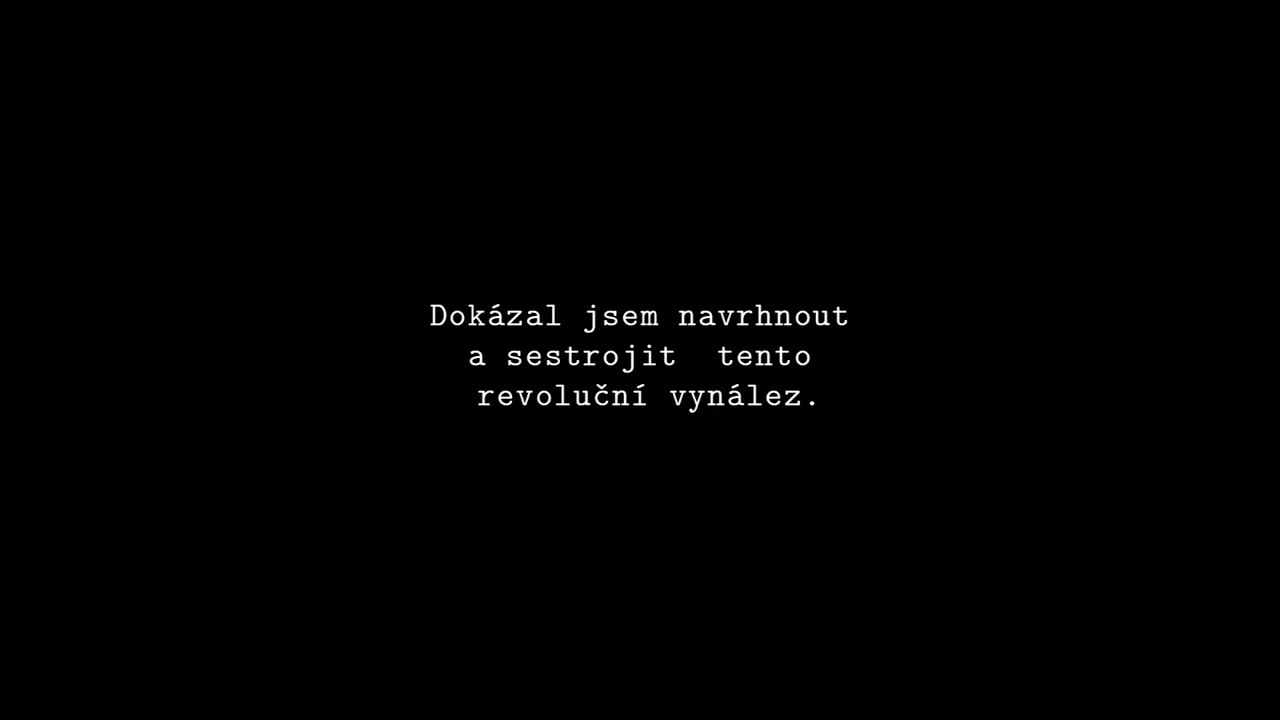 Dokázal jsem navrhnout
a sestrojit  tento
revoluční vynález.